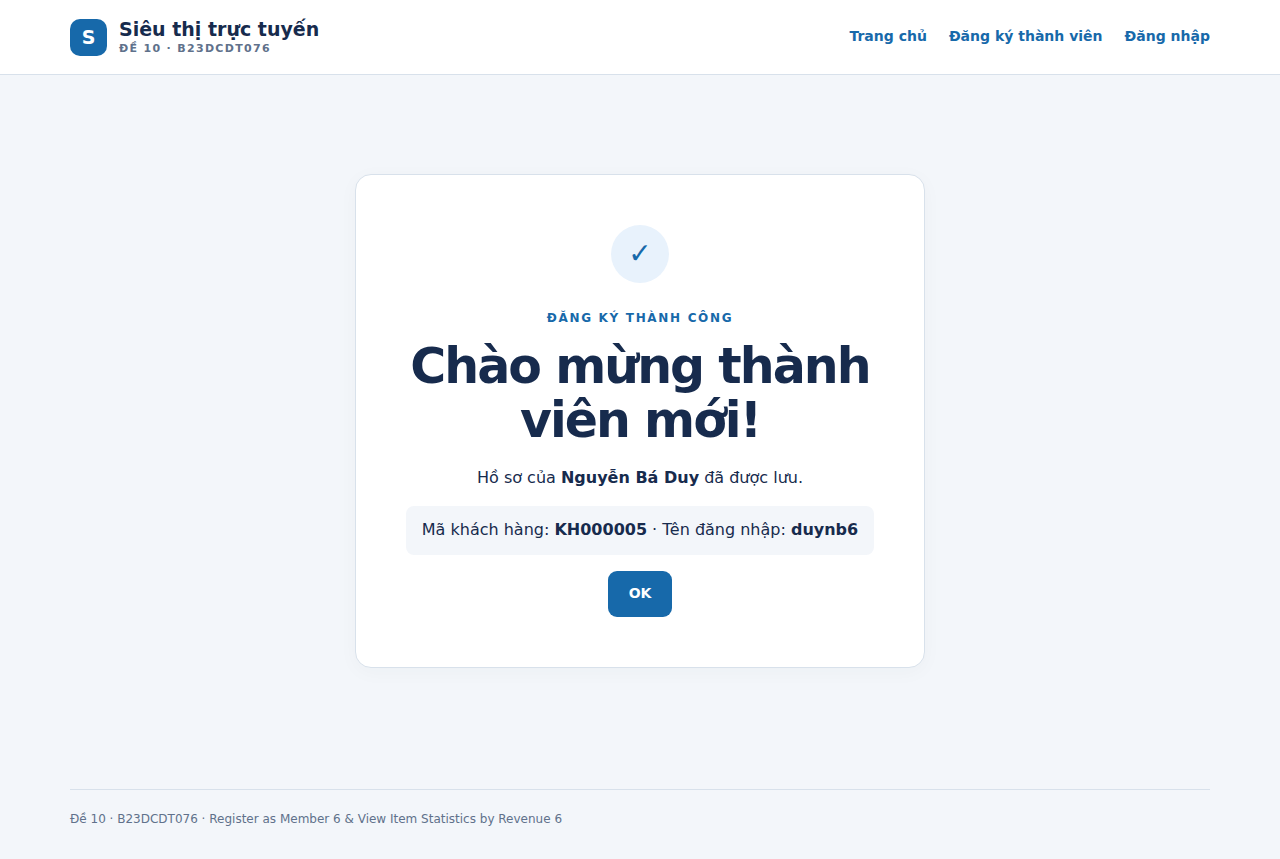 S
Siêu thị trực tuyến
ĐỀ 10 · B23DCDT076
Trang chủ
Đăng ký thành viên
Đăng nhập
✓
ĐĂNG KÝ THÀNH CÔNG
Chào mừng thành
viên mới!
Hồ sơ của Nguyễn Bá Duy đã được lưu.
Mã khách hàng: KH000005 · Tên đăng nhập: duynb6
OK
Đề 10 · B23DCDT076 · Register as Member 6 & View Item Statistics by Revenue 6